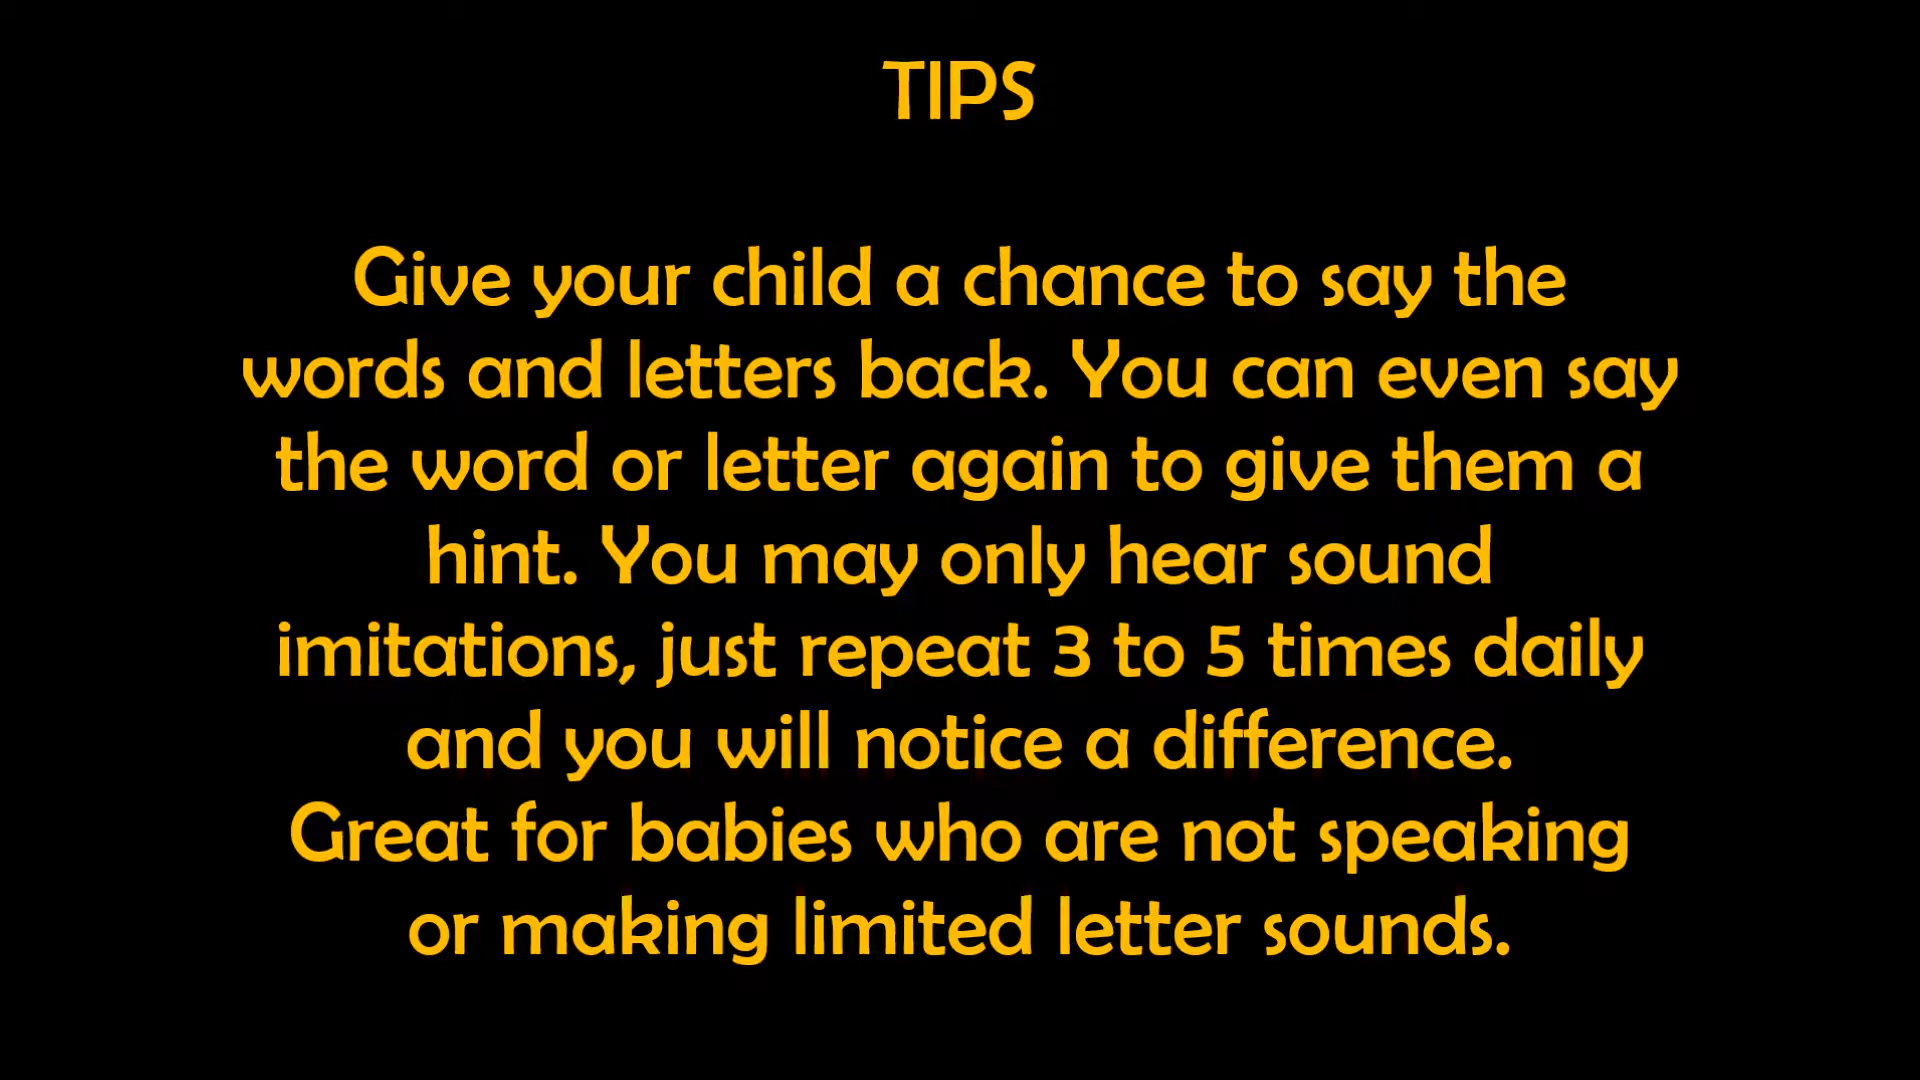 TIPS
Give your child a chance to say the
words and letters back. You can even say
the word or letter again to give them a
hint. You may only hear sound
imitations, just repeat 3 to 5 times daily
and you will notice a difference.
Great for babies who are not speaking
or making limited letter sounds.